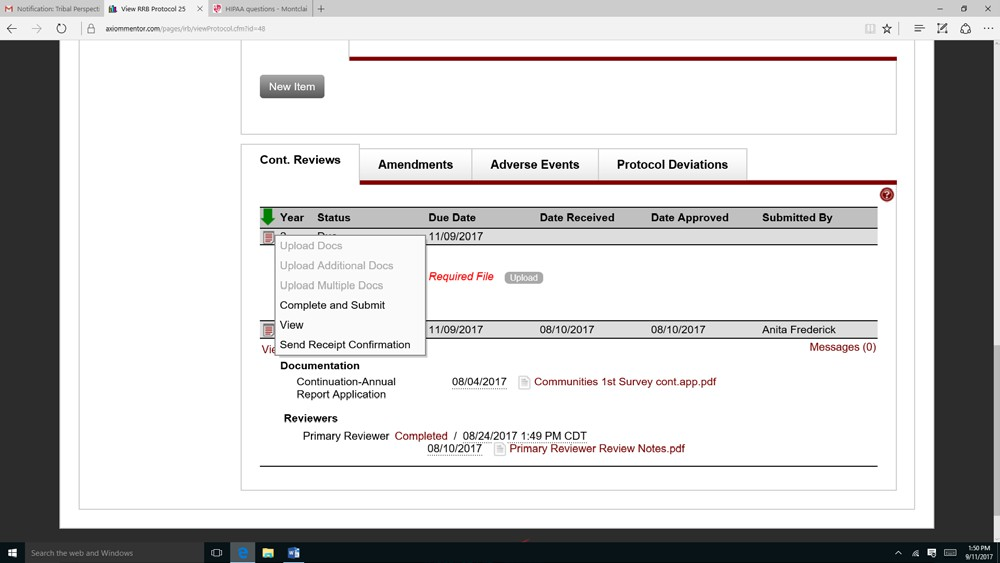 Notification: Tribal Perspecti
View RRB Protocol 25
HIPAA questions - Montclai
axiommentor.com/pages/irb/viewProtocol.cfm?id=48
New Item
Cont. Reviews Amendments Adverse Events Protocol Deviations
Year Status Due Date Date Received Date Approved Submitted By
11/09/2017
Upload Docs
Upload Additional Docs
Upload Multiple Docs
Complete and Submit
View
Send Receipt Confirmation
Required File Upload
11/09/2017 08/10/2017 08/10/2017 Anita Frederick
Messages (0)
Documentation
Continuation-Annual
Report Application
08/04/2017 Communities 1st Survey cont.app.pdf
Reviewers
Primary Reviewer Completed / 08/24/2017 1:49 PM CDT
08/10/2017 Primary Reviewer Review Notes.pdf
Search the web and Windows
1:50 PM
9/11/2017